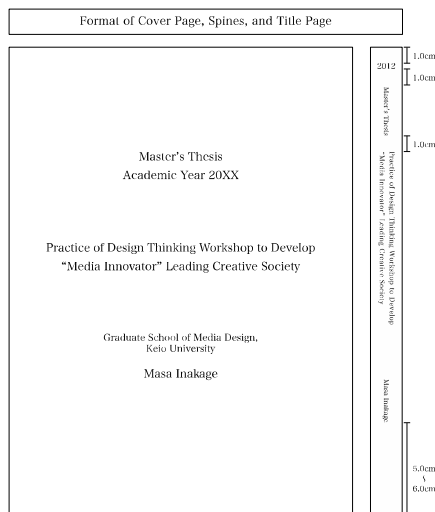 Format of Cover Page, Spines, and Title Page
Master's Thesis
Academic Year 20XX
Practice of Design Thinking Workshop to Develop
“Media Innovator” Leading Creative Society
Graduate School of Media Design,
Keio University
Masa Inakage
2012
Master's Thesis
Practice of Design Thinking Workshop to Develop
“Media Innovator” Leading Creative Society
Masa Inakage
1.0cm
1.0cm
1.0cm
5.0cm
\
6.0cm